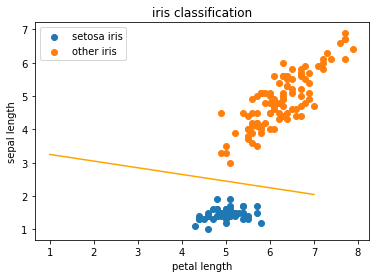 iris classification
setosa iris
other iris
sepal length
7
6
5
4
3
2
1
1 2 3 4 5 6 7 8
petal length